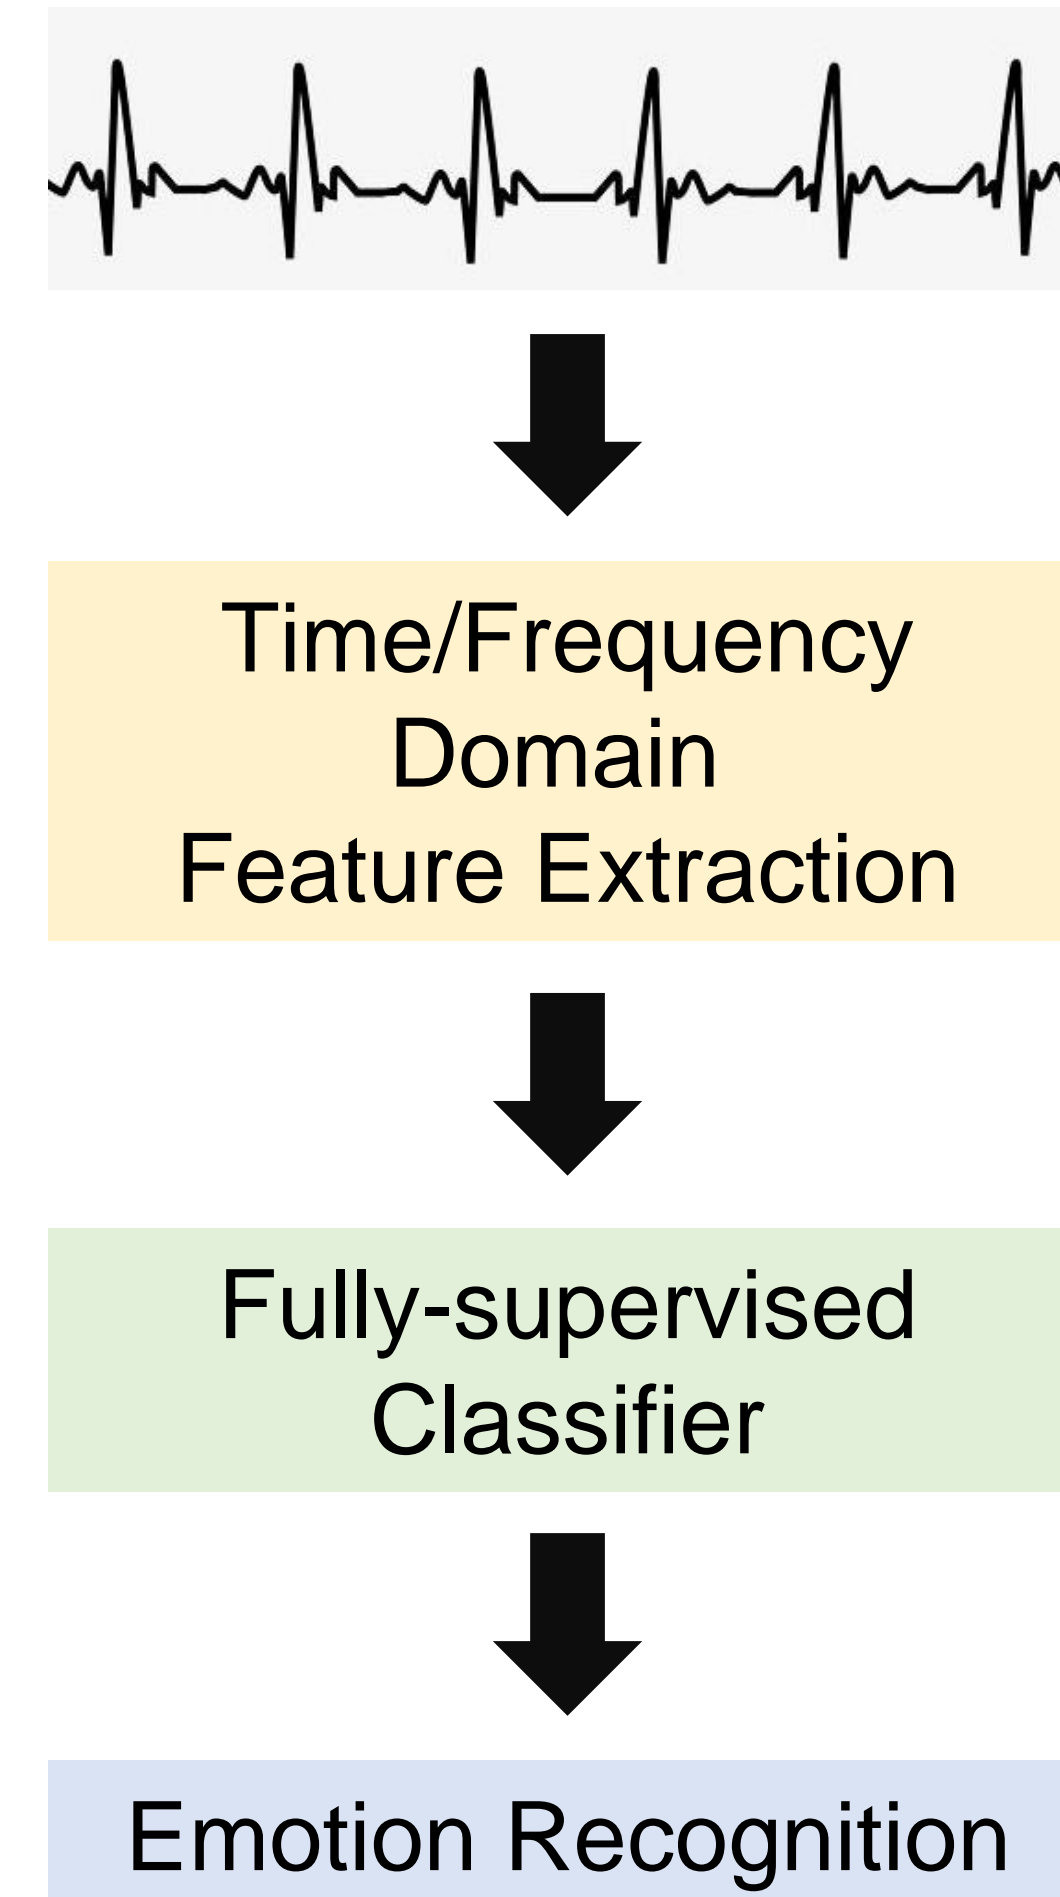 Time/Frequency
Domain
Feature Extraction
Fully-supervised
Classifier
Emotion Recognition